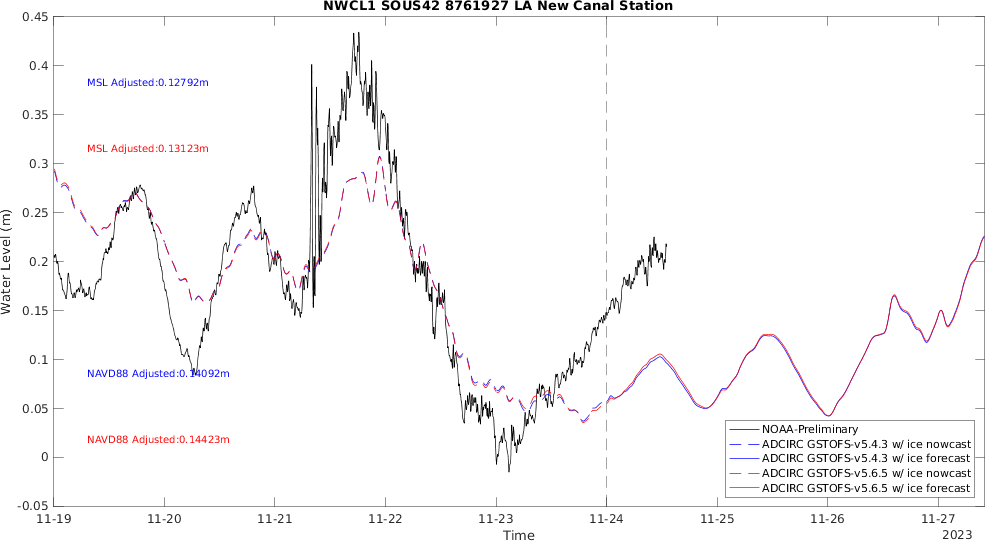 NWCL1 SOUS42 8761927 LA New Canal Station
0.45
0.4
0.35
0.3
0.25
0.2
0.15
0.1
0.05
0
-0.05
Water Level (m)
MSL Adjusted:0.12792m
MSL Adjusted:0.13123m
NAVD88 Adjusted:0.14092m
NAVD88 Adjusted:0.14423m
NOAA-Preliminary
ADCIRC GSTOFS-v5.4.3 w/ ice nowcast
ADCIRC GSTOFS-v5.4.3 w/ ice forecast
ADCIRC GSTOFS-v5.6.5 w/ ice nowcast
ADCIRC GSTOFS-v5.6.5 w/ ice forecast
11-19 11-20 11-21 11-22 11-23 11-24 11-25 11-26 11-27
Time
2023